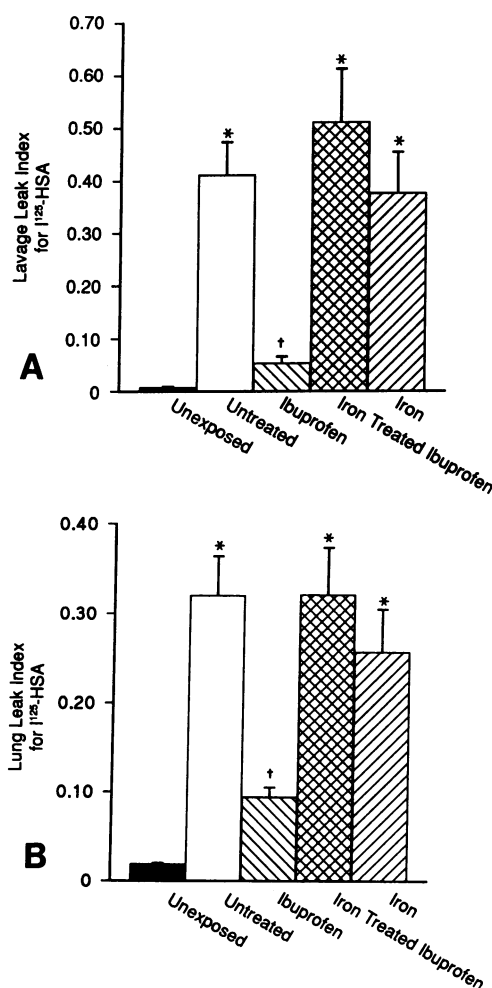 0.70
0.60
0.50
0.40
0.30
0.20
0.10
0
Lavage Leak Index
for I¹²⁵-HSA
*
†
*
*
A
Unexposed
Untreated
Ibuprofen
Iron Treated Ibuprofen
Iron
0.40
0.30
0.20
0.10
0
Lung Leak Index
for I¹²⁵-HSA
*
†
*
*
B
Unexposed
Untreated
Ibuprofen
Iron Treated Ibuprofen
Iron